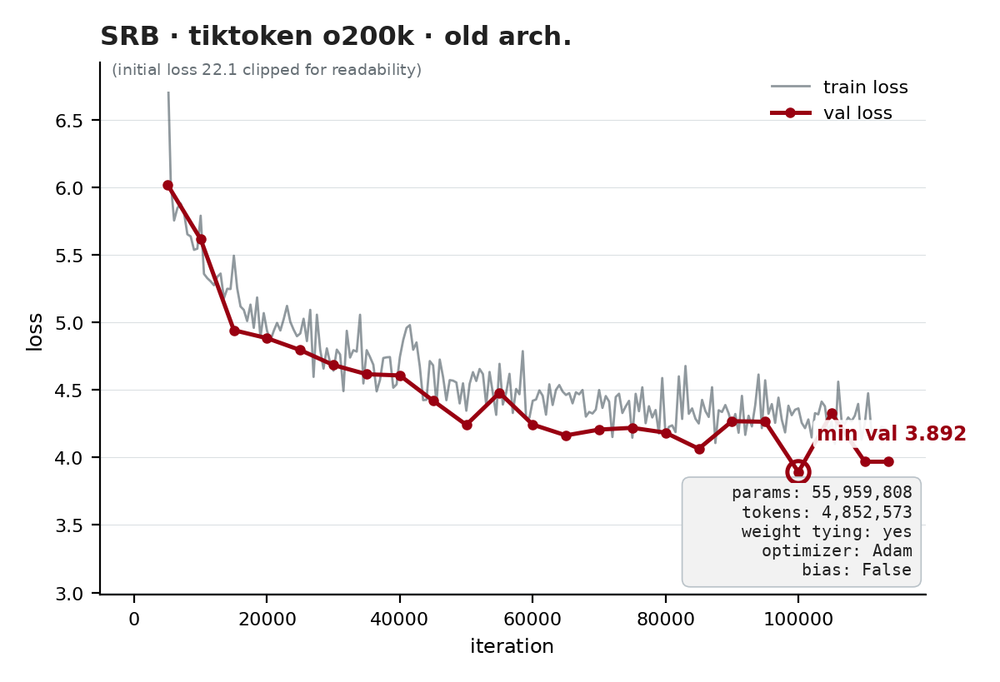 SRB · tiktoken o200k · old arch.
(initial loss 22.1 clipped for readability)
train loss
val loss
6.5
6.0
5.5
5.0
4.5
4.0
3.5
3.0
loss
min val 3.892
params: 55,959,808
tokens: 4,852,573
weight tying: yes
optimizer: Adam
bias: False
0 20000 40000 60000 80000 100000
iteration